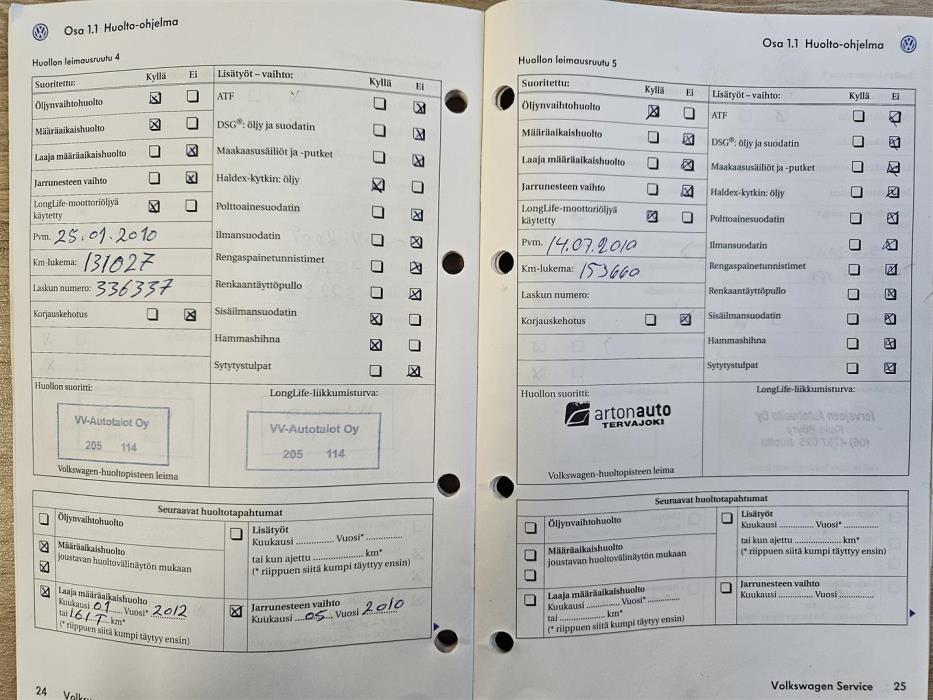 Osa 1.1 Huolto-ohjelma
Huollon leimausruutu 4
Suoritettu: Kyllä Ei
Öljynvaihtohuolto
Määräaikaishuolto
Laaja määräaikaishuolto
Jarrunesteen vaihto
LongLife-moottoriöljyä
käytetty
Pvm. 25.01.2010
Km-lukema: 131027
Laskun numero: 336337
Korjauskehotus
Lisätyöt – vaihto: Kyllä Ei
ATF
DSG®: öljy ja suodatin
Maakaasusäiliöt ja -putket
Haldex-kytkin: öljy
Polttoainesuodatin
Ilmansuodatin
Rengaspainetunnistimet
Renkaantäyttöpullo
Sisäilmansuodatin
Hammashihna
Sytytystulpat
Huollon suoritti:
VV-Autotalot Oy
205 114
Volkswagen-huoltopisteen leima
LongLife-liikkumisturva:
VV-Autotalot Oy
205 114
Seuraavat huoltotapahtumat
Öljynvaihtohuolto
Määräaikaishuolto
joustavan huoltovälinäytön mukaan
Laaja määräaikaishuolto
Kuukausi 01 Vuosi* 2012
tai 161 T km*
(* riippuen siitä kumpi täytyy ensin)
Lisätyöt
Kuukausi .............. Vuosi* ..............
tai kun ajettu .................. km*
(* riippuen siitä kumpi täyttyy ensin)
Jarrunesteen vaihto
Kuukausi ....05.... Vuosi 2010
24
Osa 1.1 Huolto-ohjelma
Huollon leimausruutu 5
Suoritettu: Kyllä Ei
Öljynvaihtohuolto
Määräaikaishuolto
Laaja määräaikaishuolto
Jarrunesteen vaihto
LongLife-moottoriöljyä
käytetty
Pvm. 14.07.2010
Km-lukema: 153660
Laskun numero:
Korjauskehotus
Lisätyöt – vaihto: Kyllä Ei
ATF
DSG®: öljy ja suodatin
Maakaasusäiliöt ja -putket
Haldex-kytkin: öljy
Polttoainesuodatin
Ilmansuodatin
Rengaspainetunnistimet
Renkaantäyttöpullo
Sisäilmansuodatin
Hammashihna
Sytytystulpat
Huollon suoritti:
artonauto
TERVAJOKI
Volkswagen-huoltopisteen leima
LongLife-liikkumisturva:
Seuraavat huoltotapahtumat
Öljynvaihtohuolto
Määräaikaishuolto
joustavan huoltovälinäytön mukaan
Laaja määräaikaishuolto
Kuukausi ............ Vuosi* ............
tai .................. km*
(* riippuen siitä kumpi täytyy ensin)
Lisätyöt
Kuukausi ............ Vuosi* ............
tai kun ajettu .................. km*
(* riippuen siitä kumpi täyttyy ensin)
Jarrunesteen vaihto
Kuukausi ............ Vuosi ............
Volkswagen Service 25